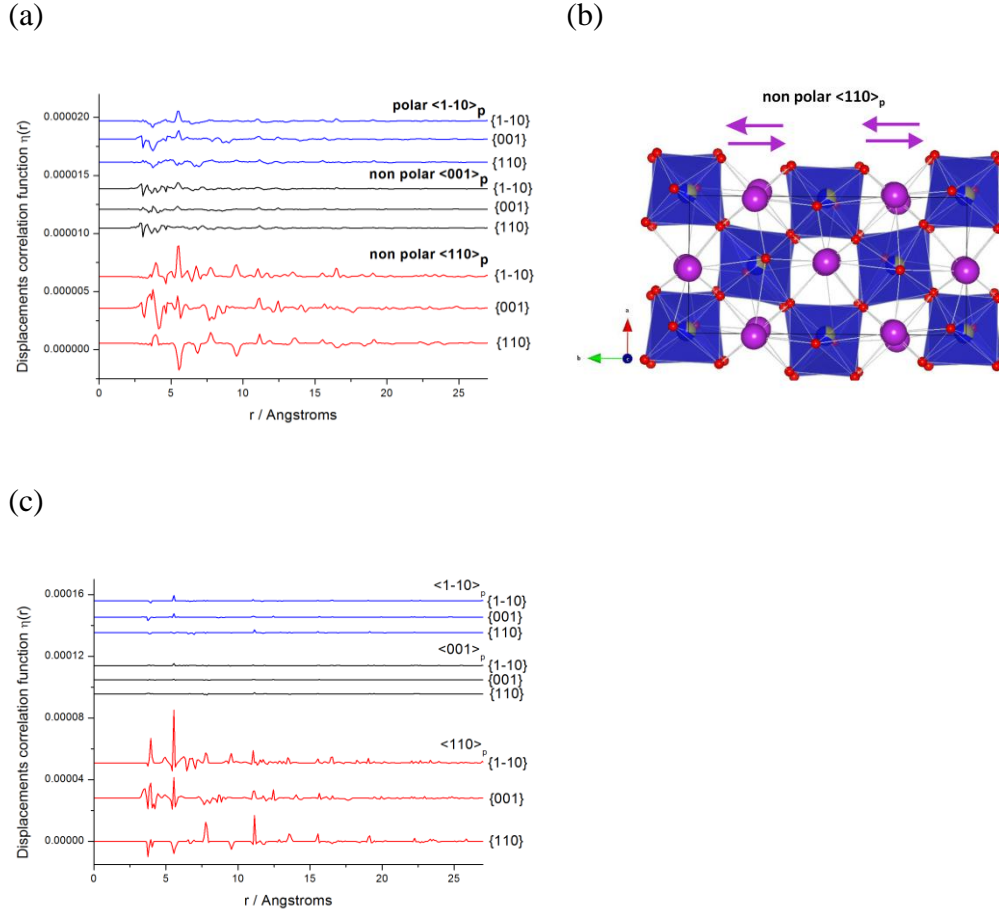 (a)
(b)
Displacements correlation function η(r)
0.000020
0.000015
0.000010
0.000005
0.000000
polar <1-10>p
{1-10}
{001}
{110}
non polar <001>p
{1-10}
{001}
{110}
non polar <110>p
{1-10}
{001}
{110}
0 5 10 15 20 25
r / Angstroms
non polar <110>p
a
b
(c)
Displacements correlation function η(r)
0.00016
0.00012
0.00008
0.00004
0.00000
<1-10>p
{1-10}
{001}
{110}
<001>p
{1-10}
{001}
{110}
<110>p
{1-10}
{001}
{110}
0 5 10 15 20 25
r / Angstroms